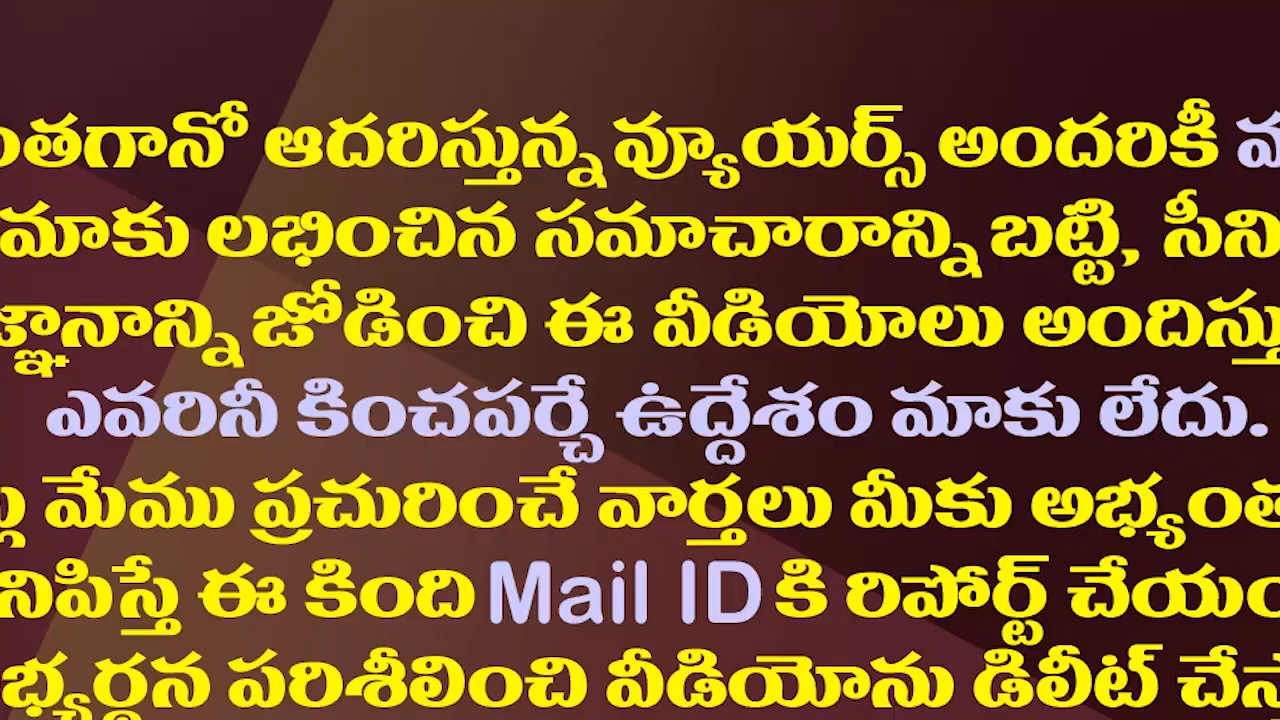 ంతగానో ఆదరిస్తున్న వ్యూయర్స్ అందరికీ
మాకు లభించిన సమాచారాన్ని బట్టి, సీని
జ్ఞానాన్ని జోడించి ఈ వీడియోలు అందిస్తు
ఎవరినీ కించపర్చే ఉద్దేశం మాకు లేదు.
మేము ప్రచురించే వార్తలు మీకు అభ్యంత
నిపిస్తే ఈ కింది Mail ID కి రిపోర్ట్ చేయం
భ్యర్థన పరిశీలించి వీడియోను డిలీట్ చేస